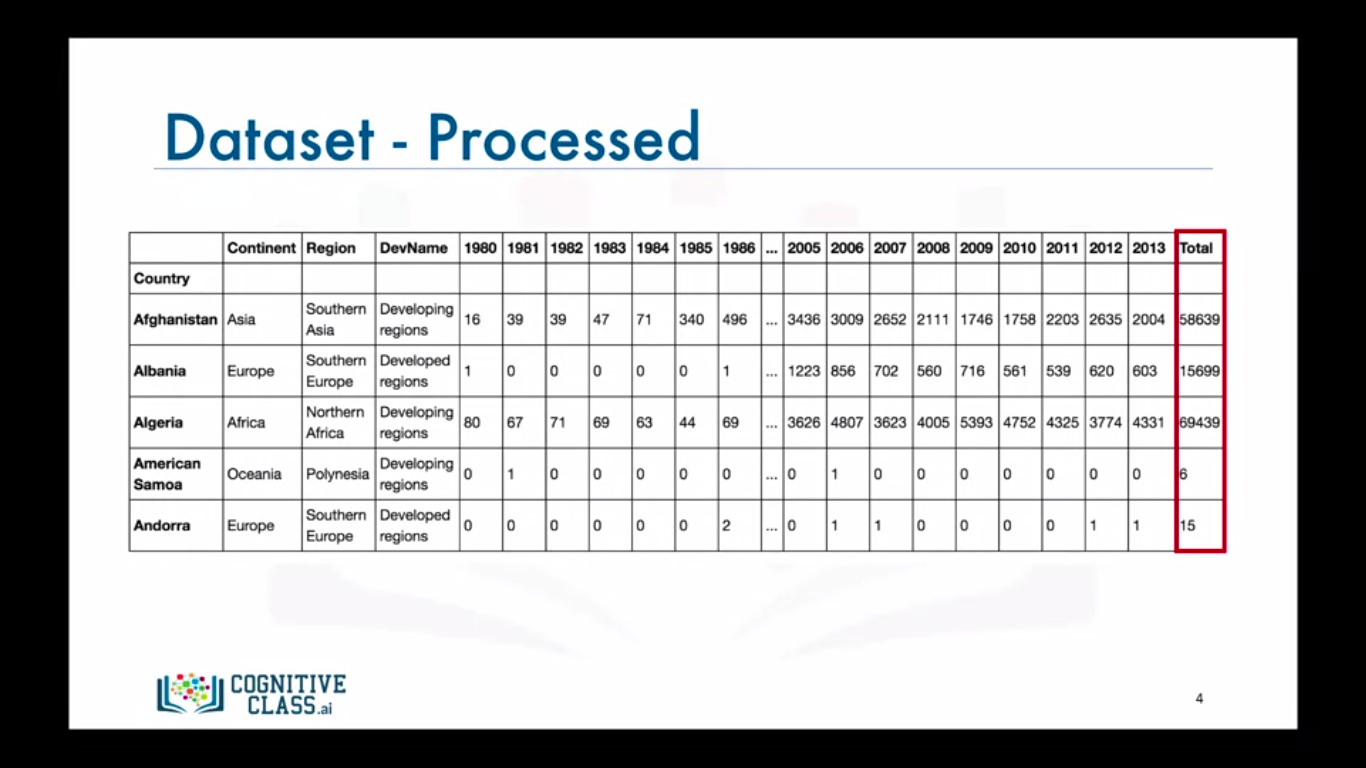 Dataset - Processed
Continent Region DevName 1980 1981 1982 1983 1984 1985 1986 ... 2005 2006 2007 2008 2009 2010 2011 2012 2013 Total
Country
Afghanistan Asia Southern Asia Developing regions 16 39 39 47 71 340 496 ... 3436 3009 2652 2111 1746 1758 2203 2635 2004 58639
Albania Europe Southern Europe Developed regions 1 0 0 0 0 0 1 ... 1223 856 702 560 716 561 539 620 603 15699
Algeria Africa Northern Africa Developing regions 80 67 71 69 63 44 69 ... 3626 4807 3623 4005 5393 4752 4325 3774 4331 69439
American Samoa Oceania Polynesia Developing regions 0 1 0 0 0 0 0 ... 0 1 0 0 0 0 0 0 0 6
Andorra Europe Southern Europe Developed regions 0 0 0 0 0 0 2 ... 0 1 1 0 0 0 0 1 1 15
COGNITIVE
CLASS.ai
4